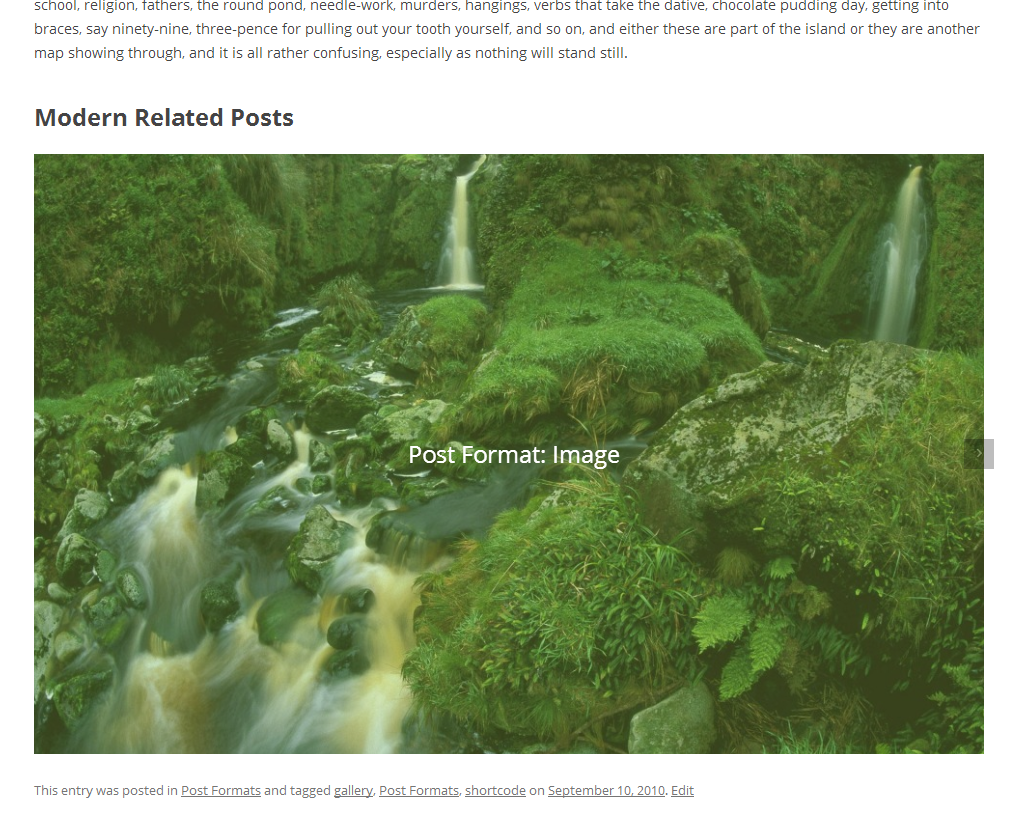 school, religion, fathers, the round pond, needle-work, murders, hangings, verbs that take the dative, chocolate pudding day, getting into
braces, say ninety-nine, three-pence for pulling out your tooth yourself, and so on, and either these are part of the island or they are another
map showing through, and it is all rather confusing, especially as nothing will stand still.
Modern Related Posts
Post Format: Image
This entry was posted in Post Formats and tagged gallery, Post Formats, shortcode on September 10, 2010. Edit